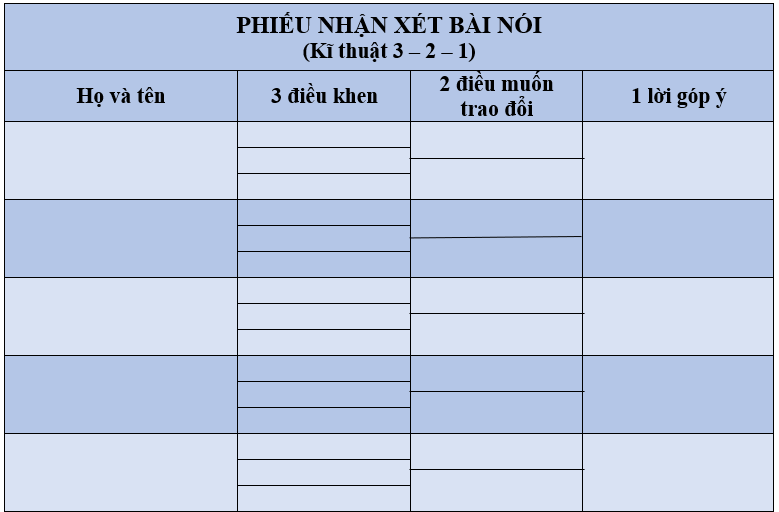 PHIẾU NHẬN XÉT BÀI NÓI
(Kĩ thuật 3 – 2 – 1)
Họ và tên
3 điều khen
2 điều muốn
trao đổi
1 lời góp ý